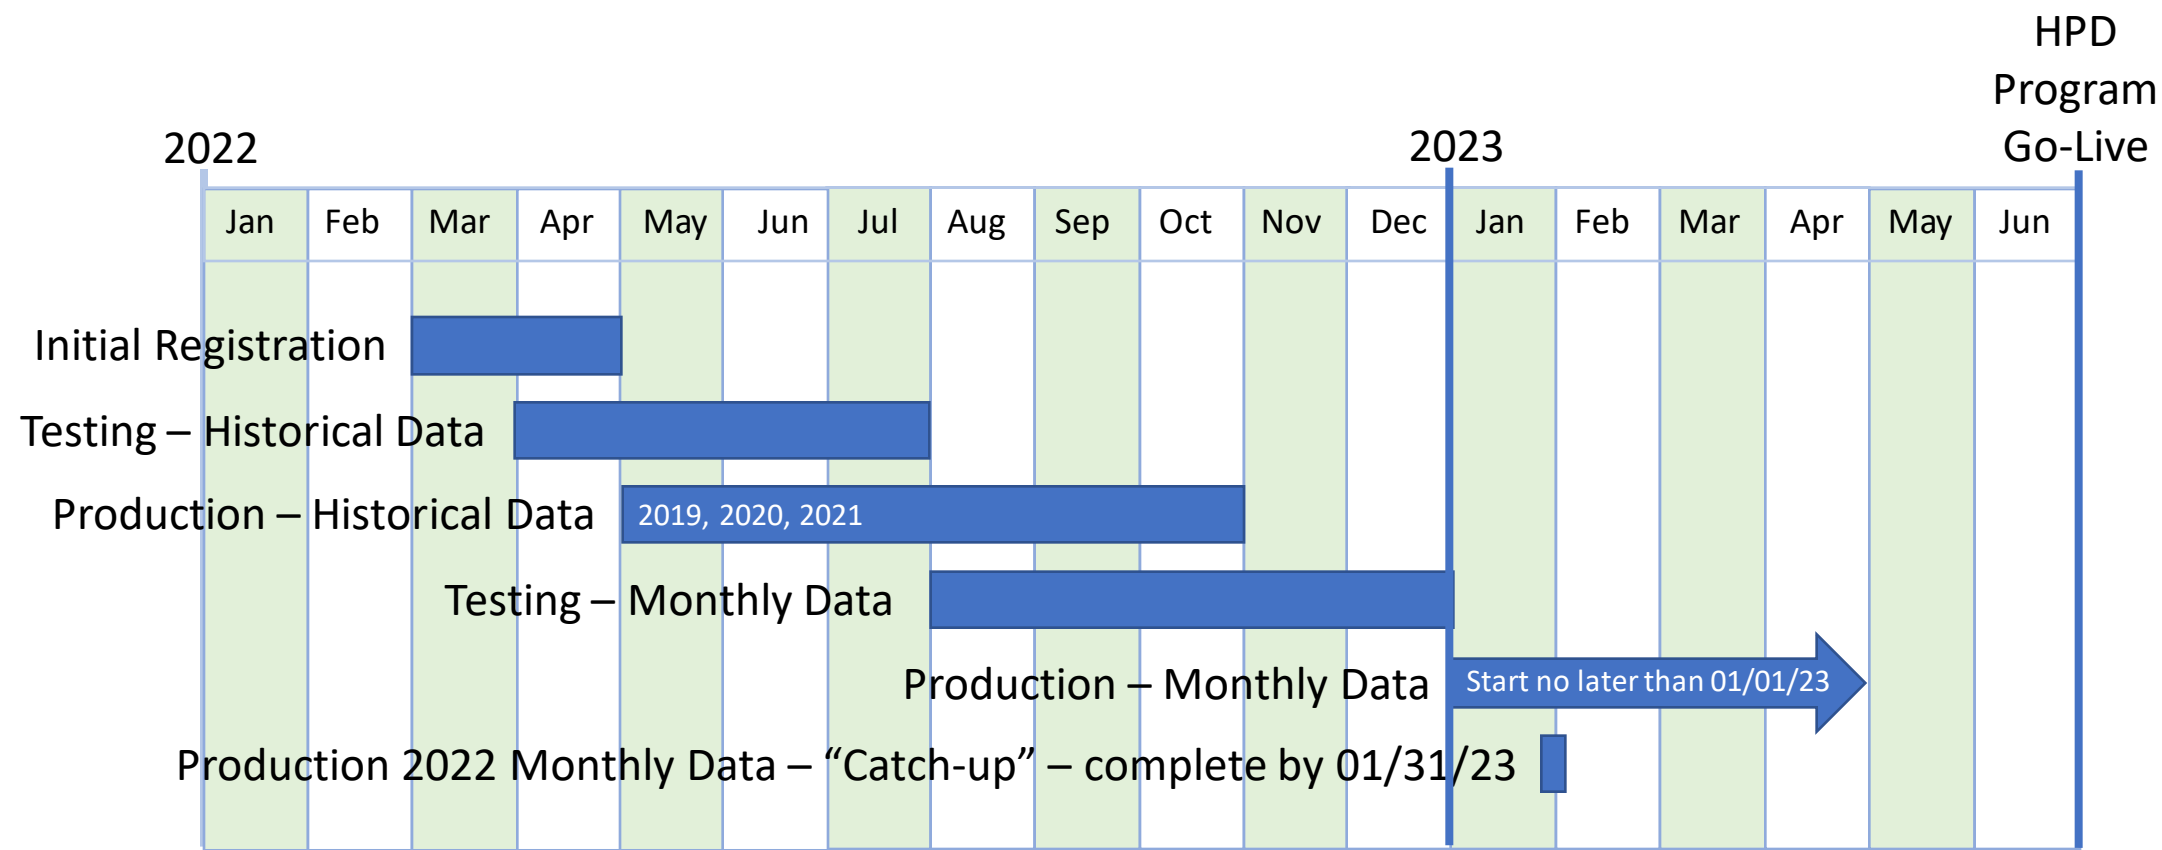 HPD
Program
Go-Live
2022
2023
Jan Feb Mar Apr May Jun Jul Aug Sep Oct Nov Dec Jan Feb Mar Apr May Jun
Initial Registration
Testing – Historical Data
Production – Historical Data 2019, 2020, 2021
Testing – Monthly Data
Production – Monthly Data Start no later than 01/01/23
Production 2022 Monthly Data – “Catch-up” – complete by 01/31/23